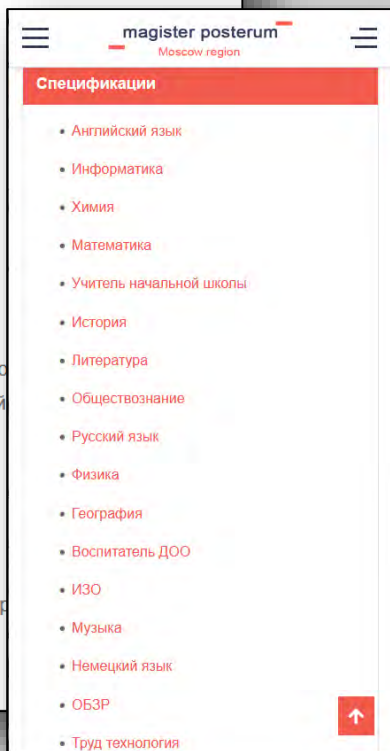 magister posterum
Moscow region
Спецификации
Английский язык
Информатика
Химия
Математика
Учитель начальной школы
История
Литература
Обществознание
Русский язык
Физика
География
Воспитатель ДОО
ИЗО
Музыка
Немецкий язык
ОБЗР
Труд технология